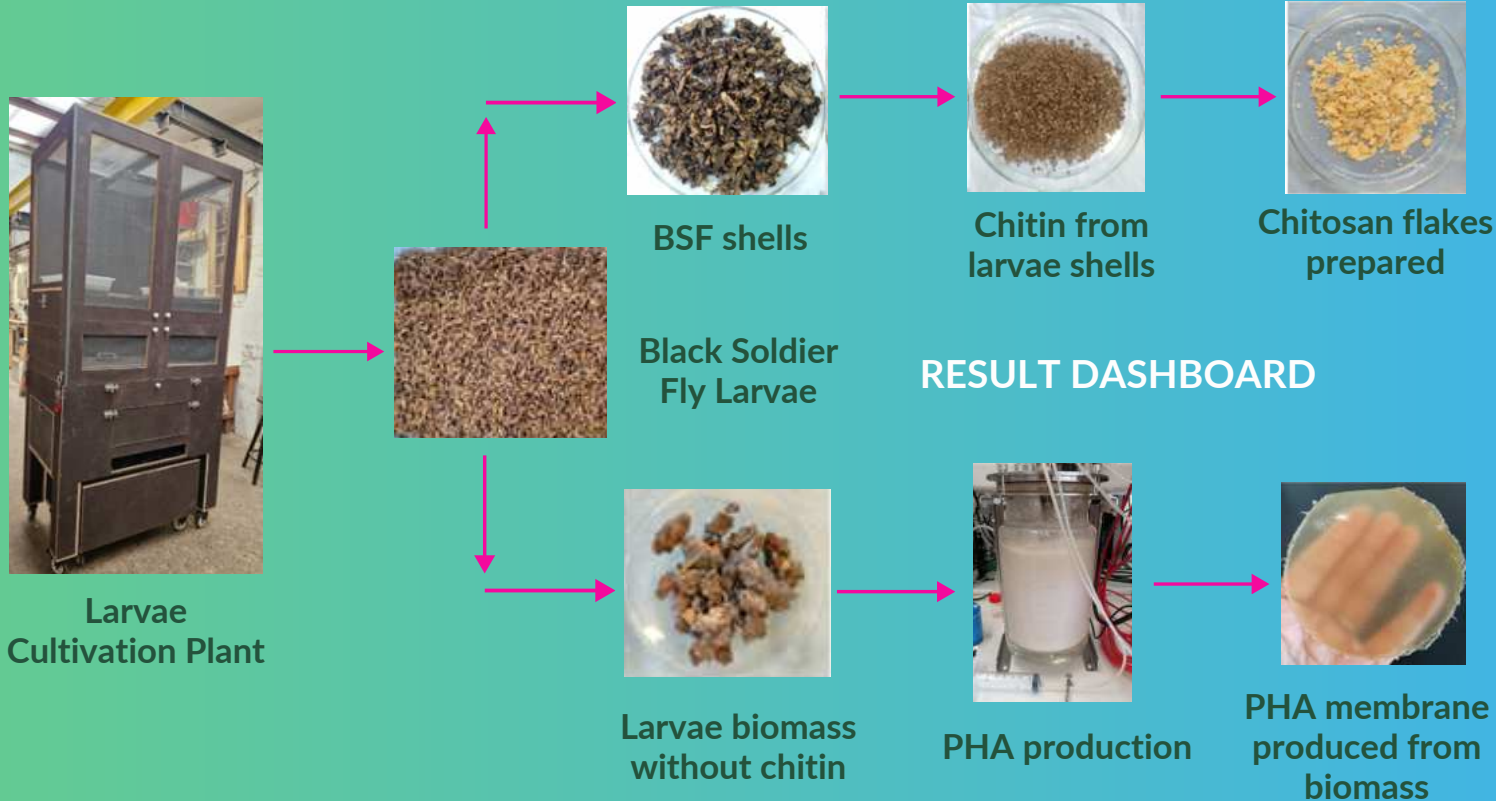 BSF shells
Chitin from
larvae shells
Chitosan flakes
prepared
Black Soldier
Fly Larvae
RESULT DASHBOARD
Larvae
Cultivation Plant
Larvae biomass
without chitin
PHA production
PHA membrane
produced from
biomass